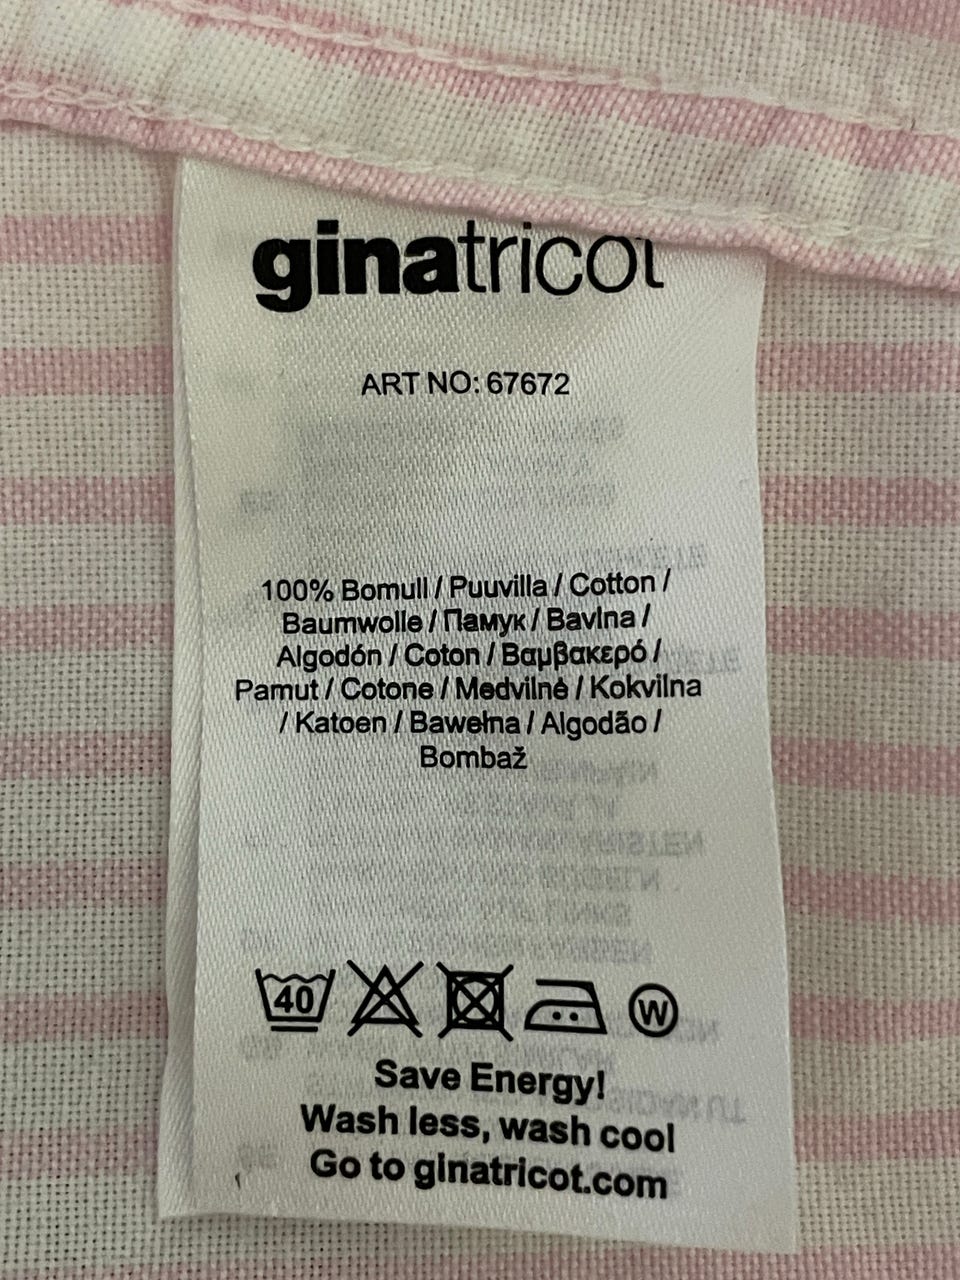 ginatricot
ART NO: 67672
100% Bomull / Puuvilla / Cotton /
Baumwolle / Памук / Bavlna /
Algodón / Coton / Βαμβακερό /
Pamut / Cotone / Medvilnė / Kokvilna
/ Katoen / Bawełna / Algodão /
Bombaž
40 W
Save Energy!
Wash less, wash cool
Go to ginatricot.com